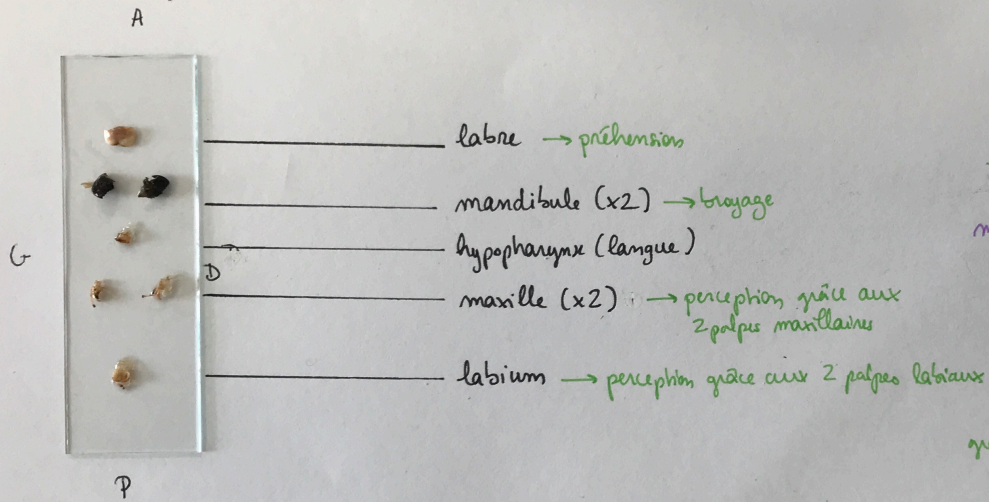 A
labre → préhension
mandibule (x2) → broyage
hypopharynx (langue)
G
D
maxille (x2) → perception grâce aux
2 palpes maxillaires
labium → perception grâce aux 2 palpes labiaux
P